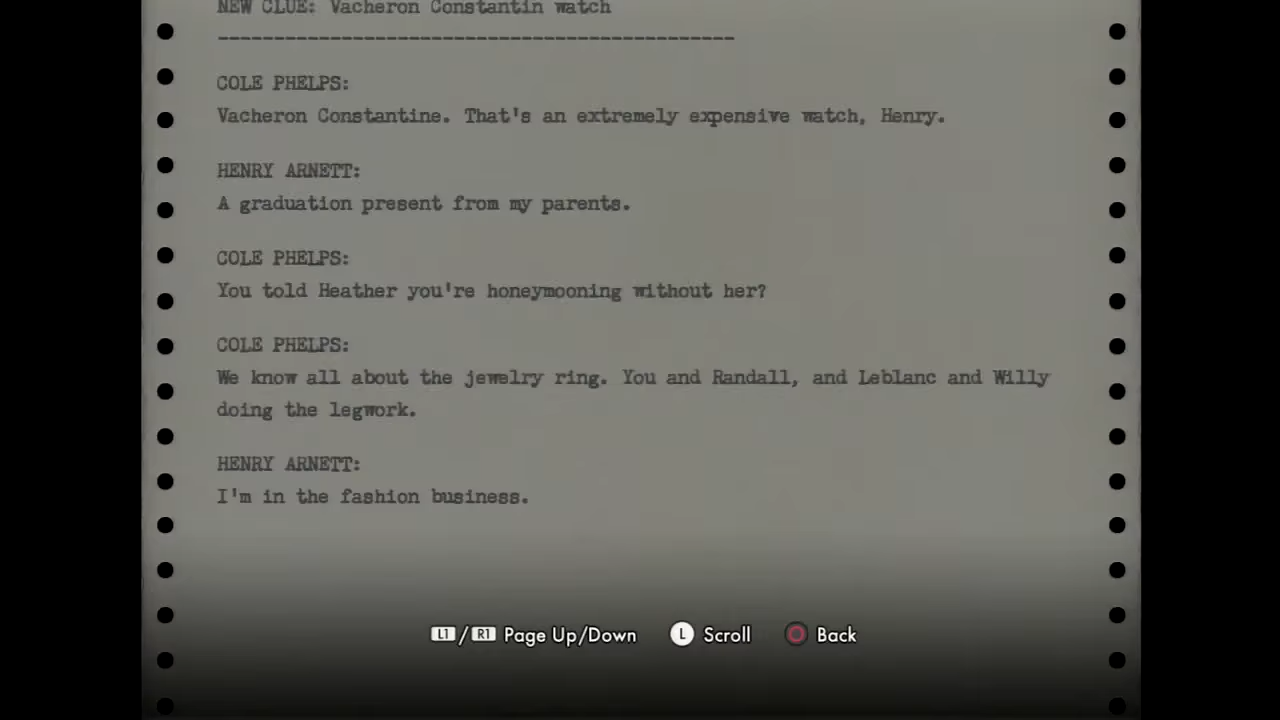 NEW CLUE: Vacheron Constantin watch
----------------------------------------------
COLE PHELPS:
Vacheron Constantine. That's an extremely expensive watch, Henry.
HENRY ARNETT:
A graduation present from my parents.
COLE PHELPS:
You told Heather you're honeymooning without her?
COLE PHELPS:
We know all about the jewelry ring. You and Randall, and Leblanc and Willy
doing the legwork.
HENRY ARNETT:
I'm in the fashion business.
L1/R1 Page Up/Down L Scroll Back